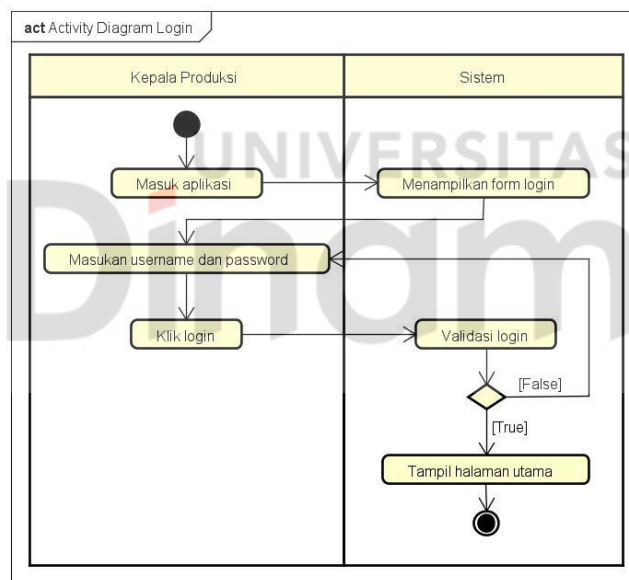 act Activity Diagram Login
Kepala Produksi
Sistem
UNIVERSITAS
Masuk aplikasi
Menampilkan form login
Dinam
Masukan username dan password
Klik login
Validasi login
[False]
[True]
Tampil halaman utama